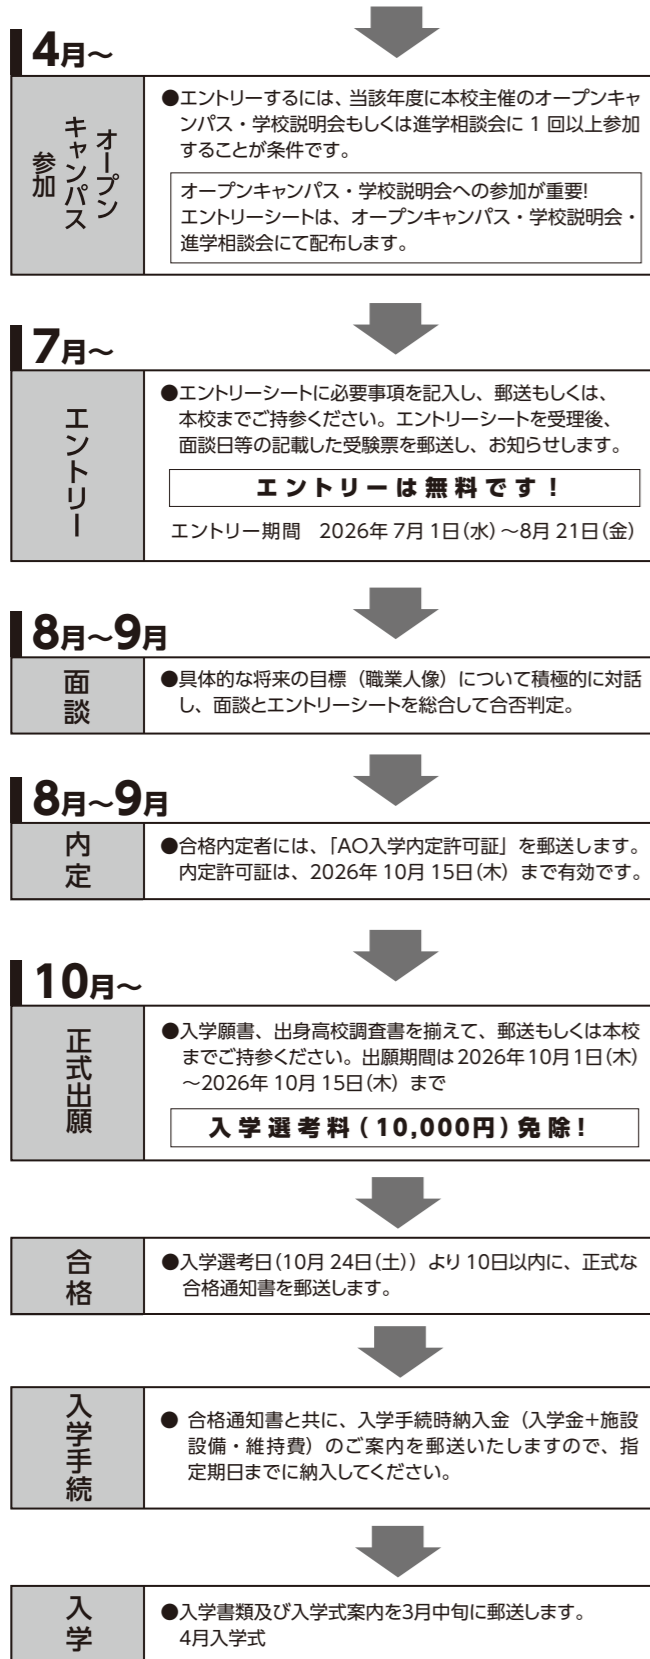 4月～
オープン
キャンパス
参加
●エントリーするには、当該年度に本校主催のオープンキャ
ンパス・学校説明会もしくは進学相談会に 1 回以上参加
することが条件です。
オープンキャンパス・学校説明会への参加が重要!
エントリーシートは、オープンキャンパス・学校説明会・
進学相談会にて配布します。
7月～
エントリー
●エントリーシートに必要事項を記入し、郵送もしくは、
本校までご持参ください。エントリーシートを受理後、
面談日等の記載した受験票を郵送し、お知らせします。
エントリーは無料です！
エントリー期間　2026年 7月 1日(水)～8月 21日(金)
8月～9月
面談
●具体的な将来の目標（職業人像）について積極的に対話
し、面談とエントリーシートを総合して合否判定。
8月～9月
内定
●合格内定者には、「AO入学内定許可証」を郵送します。
内定許可証は、2026年 10月 15日(木) まで有効です。
10月～
正式出願
●入学願書、出身高校調査書を揃えて、郵送もしくは本校
までご持参ください。出願期間は2026年10月1日(木)
～2026年 10月 15日(木) まで
入学選考料（10,000円）免除！
合格
●入学選考日(10月 24日(土)) より 10日以内に、正式な
合格通知書を郵送します。
入学手続
● 合格通知書と共に、入学手続時納入金（入学金+施設
設備・維持費）のご案内を郵送いたしますので、指
定期日までに納入してください。
入学
●入学書類及び入学式案内を3月中旬に郵送します。
4月入学式